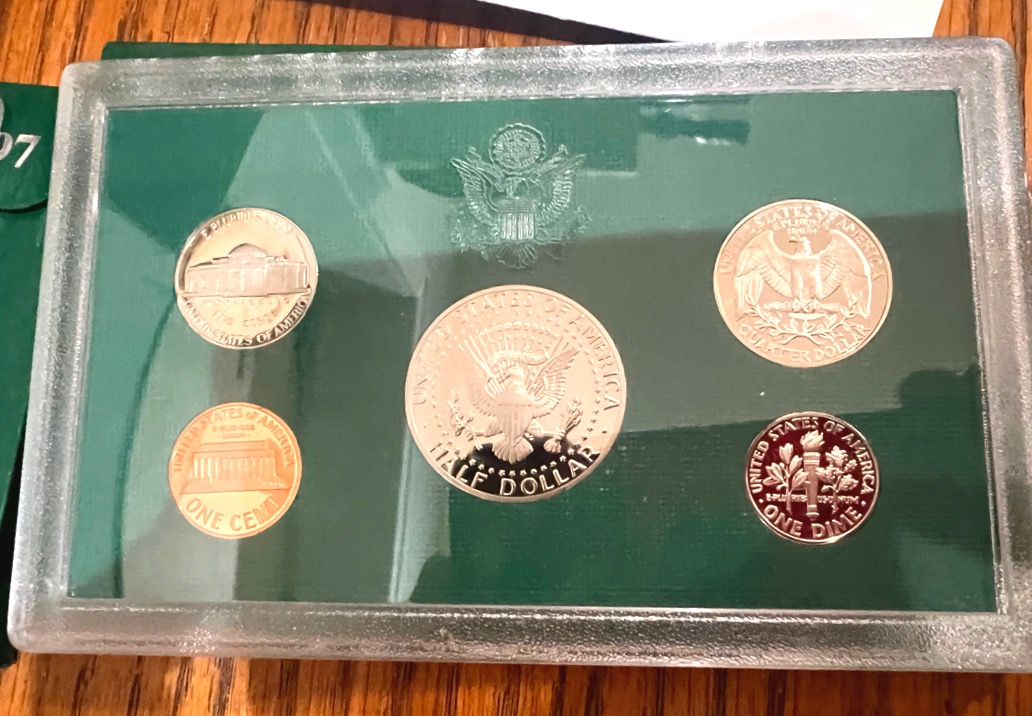 97
E PLURIBUS UNUM
MONTICELLO
FIVE CENTS
UNITED STATES OF AMERICA
UNITED STATES OF AMERICA
E PLURIBUS
UNUM
QUARTER DOLLAR
UNITED STATES OF AMERICA
HALF DOLLAR
UNITED STATES OF AMERICA
E·PLURIBUS
·UNUM·
ONE CENT
UNITED STATES OF AMERICA
E·PLURIBUS UNUM
·ONE DIME·